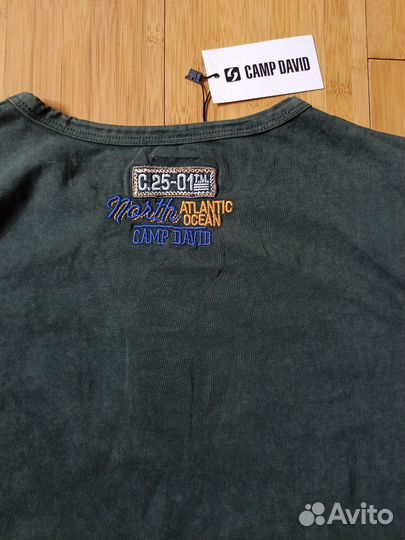 CAMP DAVID
C.25-01 T.M.
North ATLANTIC
OCEAN
CAMP DAVID
Avito